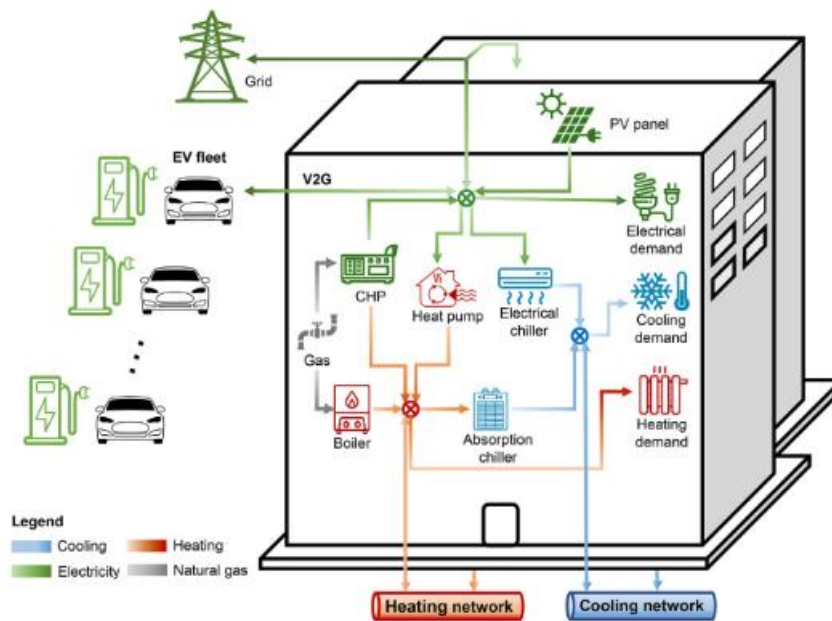 Grid
PV panel
EV fleet
V2G
Electrical
demand
CHP
Heat pump
Electrical
chiller
Cooling
demand
Gas
Boiler
Absorption
chiller
Heating
demand
Legend
Cooling
Heating
Electricity
Natural gas
Heating network
Cooling network